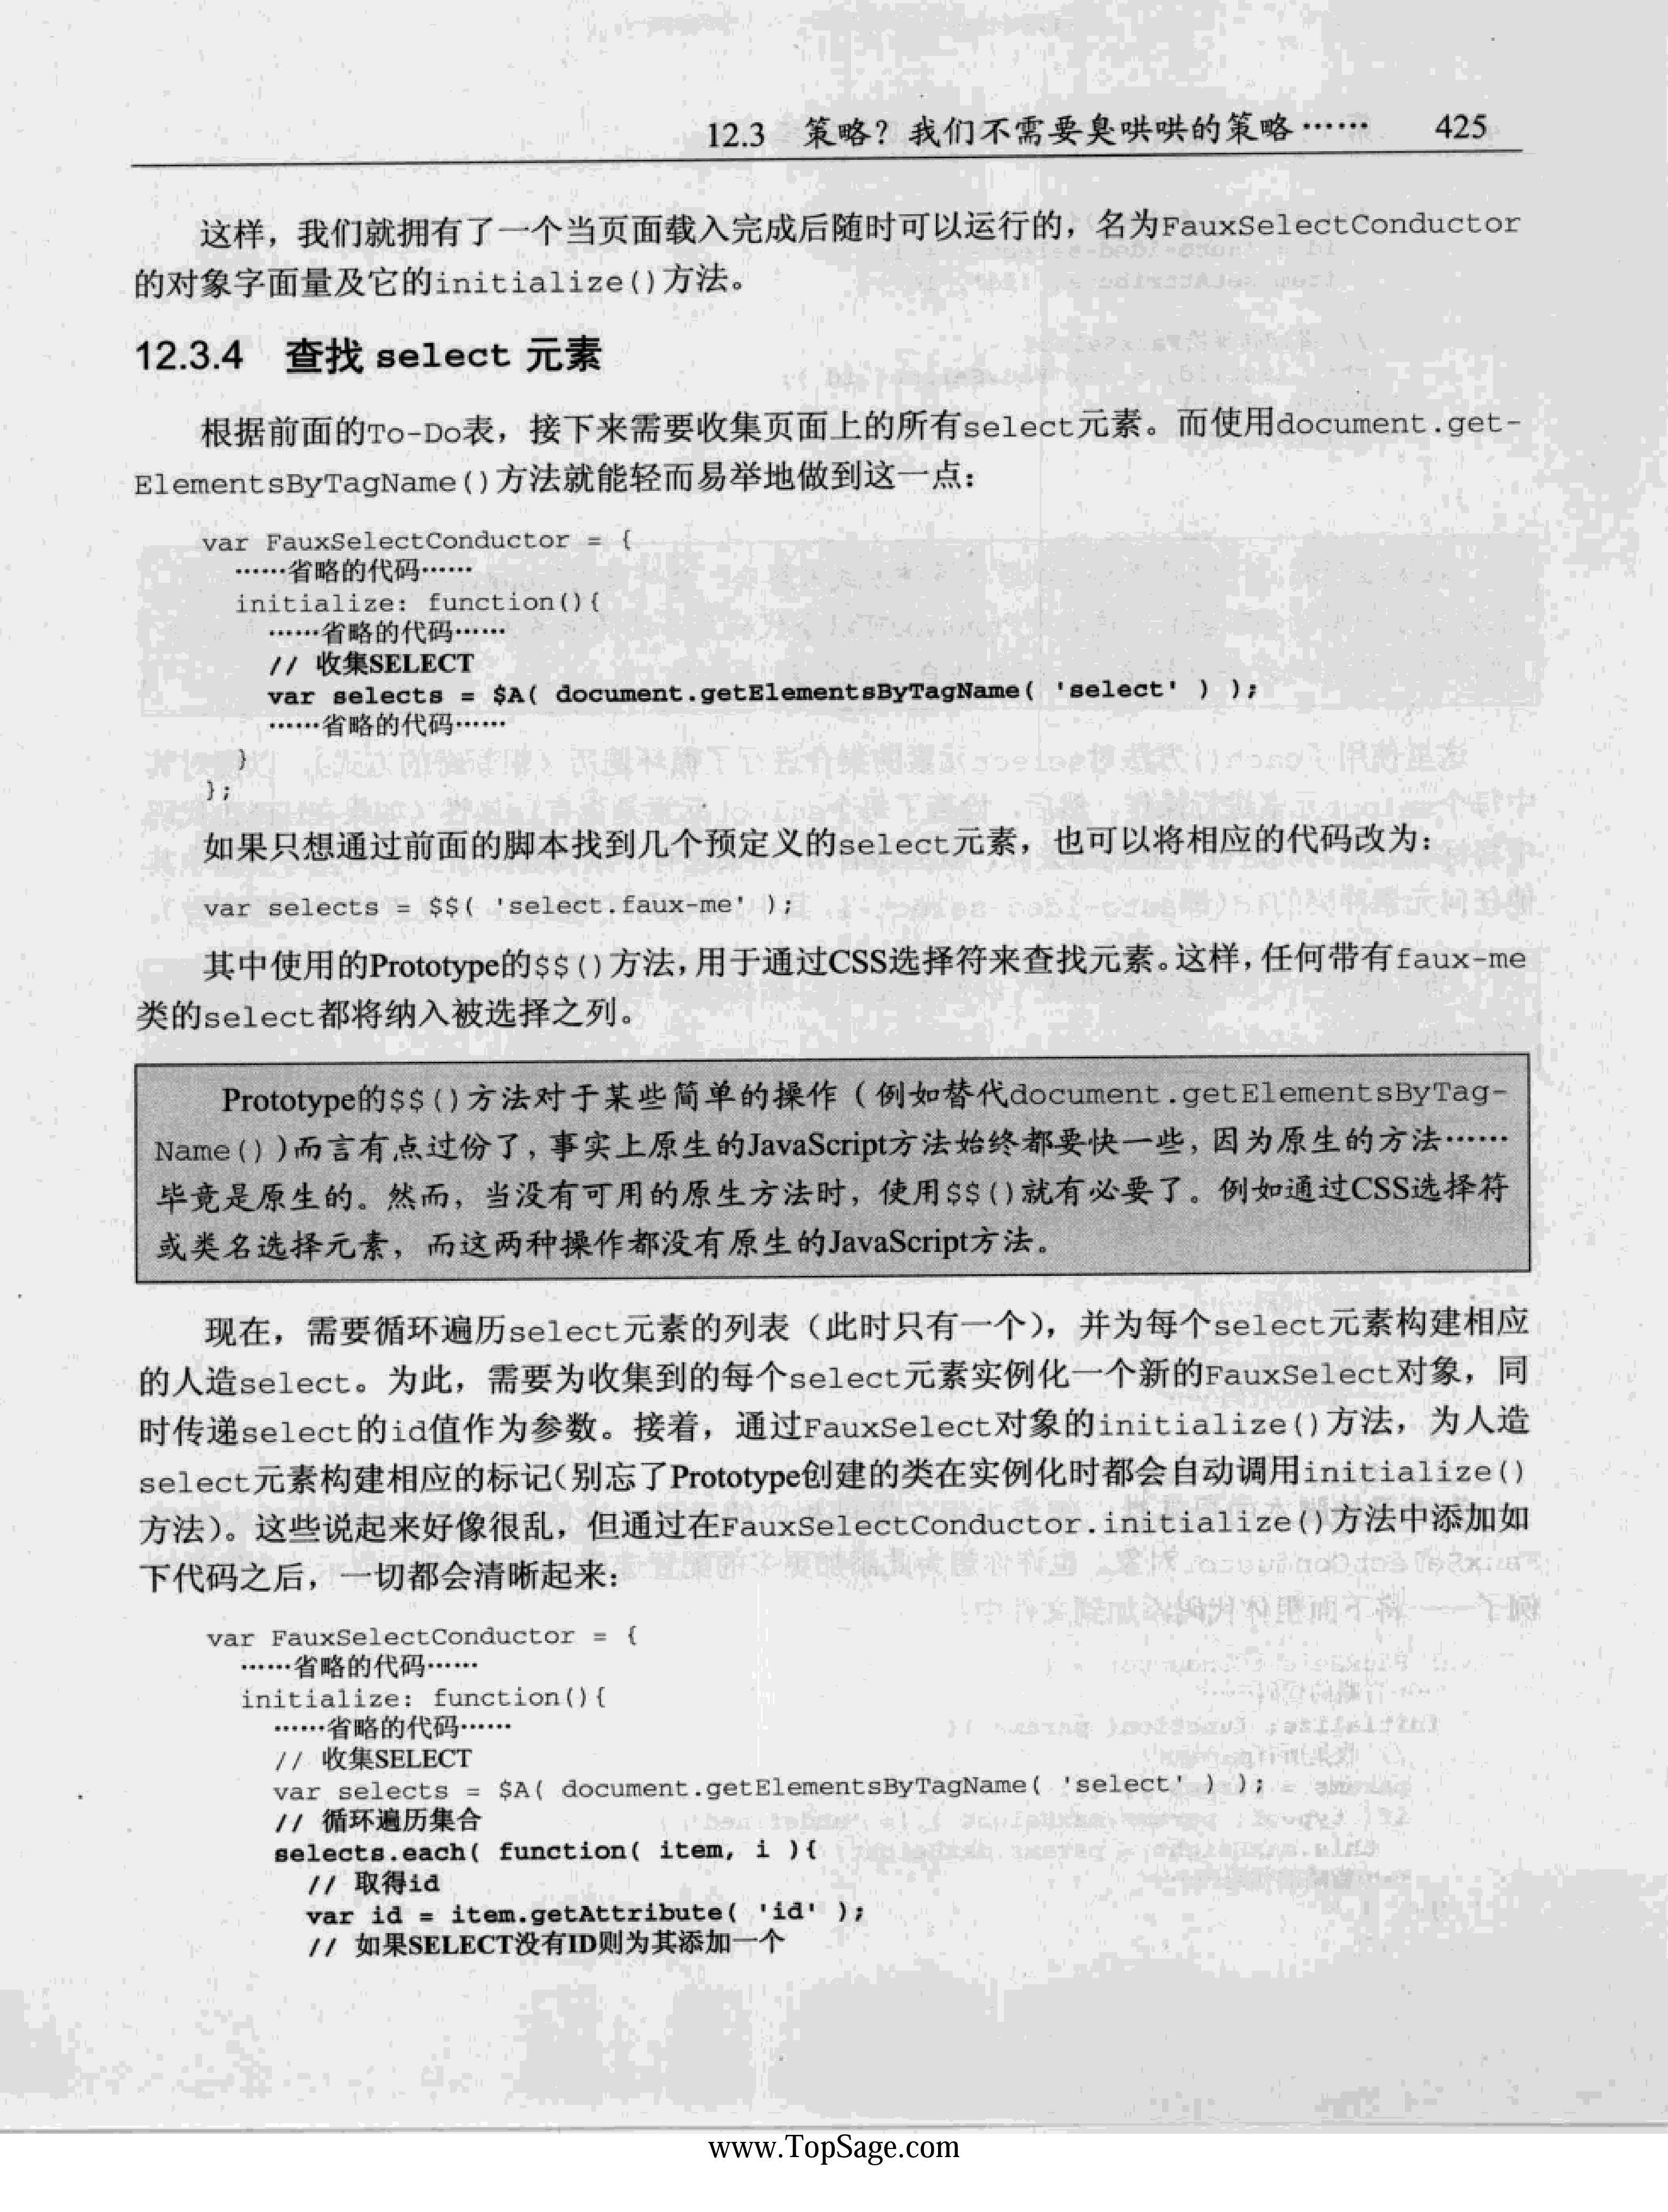 12.3 策略？我们不需要臭哄哄的策略…… 425
这样，我们就拥有了一个当页面载入完成后随时可以运行的，名为FauxSelectConductor
的对象字面量及它的initialize()方法。
12.3.4 查找 select 元素
根据前面的To-Do表，接下来需要收集页面上的所有select元素。而使用document.get-
ElementsByTagName()方法就能轻而易举地做到这一点：
var FauxSelectConductor = {
……省略的代码……
initialize: function(){
……省略的代码……
// 收集SELECT
var selects = $A( document.getElementsByTagName( 'select' ) );
……省略的代码……
}
};
如果只想通过前面的脚本找到几个预定义的select元素，也可以将相应的代码改为：
var selects = $$( 'select.faux-me' );
其中使用的Prototype的$$()方法，用于通过CSS选择符来查找元素。这样，任何带有faux-me
类的select都将纳入被选择之列。
Prototype的$$()方法对于某些简单的操作（例如替代document.getElementsByTag-
Name())而言有点过份了，事实上原生的JavaScript方法始终都要快一些，因为原生的方法……
毕竟是原生的。然而，当没有可用的原生方法时，使用$$()就有必要了。例如通过CSS选择符
或类名选择元素，而这两种操作都没有原生的JavaScript方法。
现在，需要循环遍历select元素的列表（此时只有一个），并为每个select元素构建相应
的人造select。为此，需要为收集到的每个select元素实例化一个新的FauxSelect对象，同
时传递select的id值作为参数。接着，通过FauxSelect对象的initialize()方法，为人造
select元素构建相应的标记（别忘了Prototype创建的类在实例化时都会自动调用initialize()
方法）。这些说起来好像很乱，但通过在FauxSelectConductor.initialize()方法中添加如
下代码之后，一切都会清晰起来：
var FauxSelectConductor = {
……省略的代码……
initialize: function(){
……省略的代码……
// 收集SELECT
var selects = $A( document.getElementsByTagName( 'select' ) );
// 循环遍历集合
selects.each( function( item, i ){
// 取得id
var id = item.getAttribute( 'id' );
// 如果SELECT没有ID则为其添加一个
www.TopSage.com